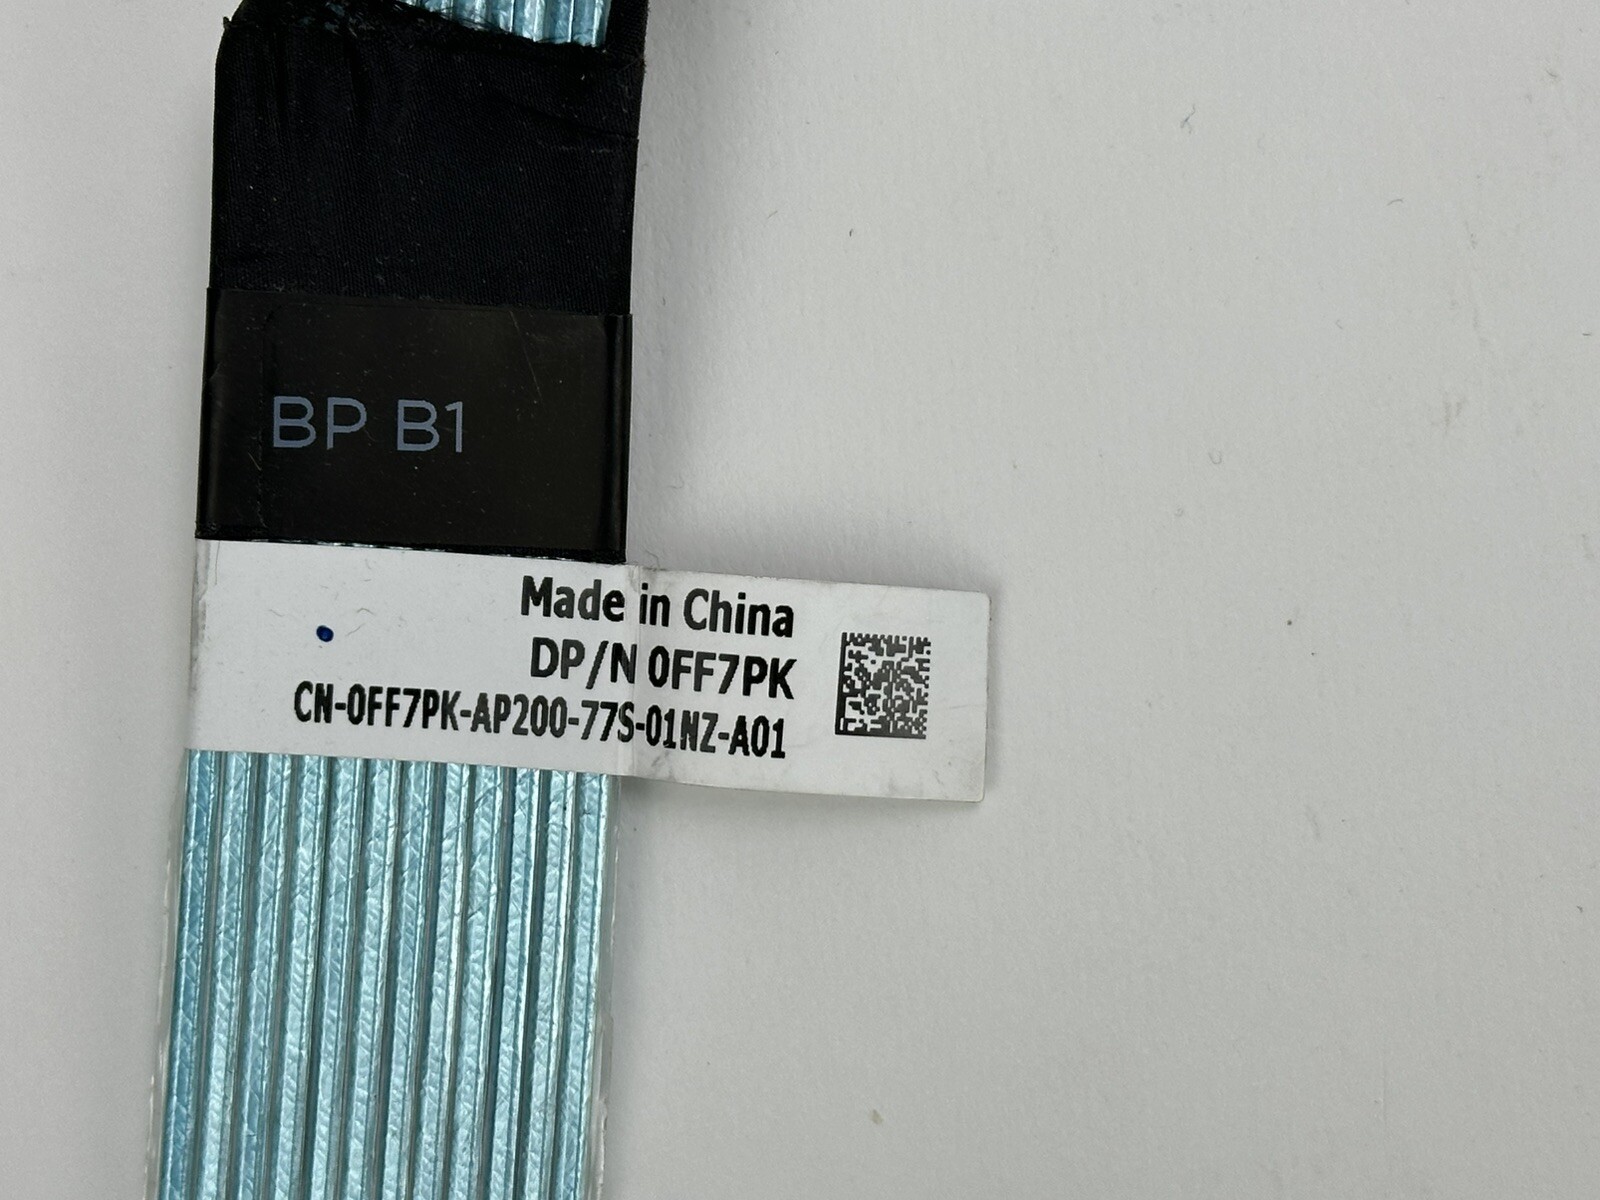 BP B1
Made in China
DP/N 0FF7PK
CN-0FF7PK-AP200-77S-01NZ-A01